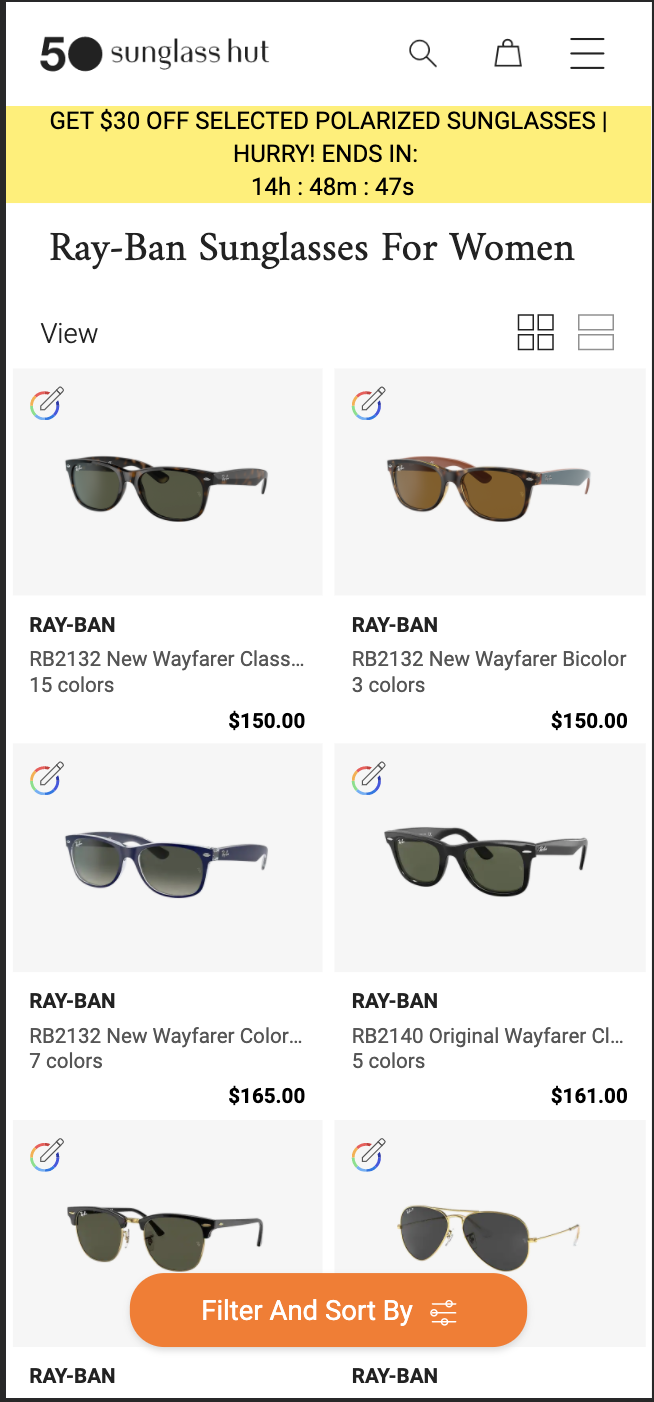 50 sunglass hut
GET $30 OFF SELECTED POLARIZED SUNGLASSES |
HURRY! ENDS IN:
14h : 48m : 47s
Ray-Ban Sunglasses For Women
View
RAY-BAN
RB2132 New Wayfarer Class...
15 colors
$150.00
RAY-BAN
RB2132 New Wayfarer Bicolor
3 colors
$150.00
RAY-BAN
RB2132 New Wayfarer Color...
7 colors
$165.00
RAY-BAN
RB2140 Original Wayfarer Cl...
5 colors
$161.00
Filter And Sort By
RAY-BAN
RAY-BAN